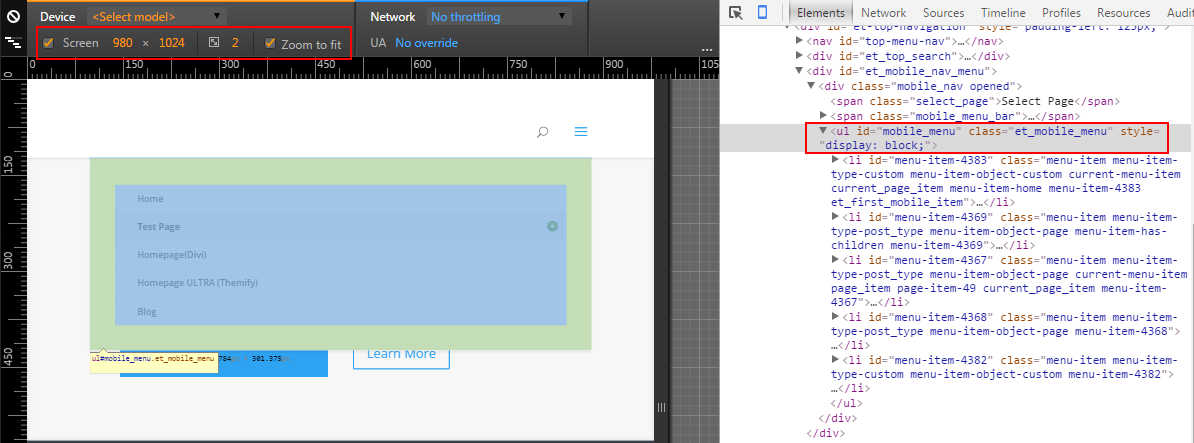 Device <Select model> Network No throttling
Screen 980 × 1024 2 Zoom to fit UA No override ...
0 150 300 450 600 750 900 1050
0
150
300
450
Home
Test Page
Homepage(Divi)
Homepage ULTRA (Themify)
Blog
ul#mobile_menu.et_mobile_menu 784px × 301.375px
Learn More
Elements Network Sources Timeline Profiles Resources Audit
<div id="et-top-navigation" style="padding-left: 125px;">
<nav id="top-menu-nav">…</nav>
<div id="et_top_search">…</div>
<div id="et_mobile_nav_menu">
<div class="mobile_nav opened">
<span class="select_page">Select Page</span>
<span class="mobile_menu_bar">…</span>
<ul id="mobile_menu" class="et_mobile_menu" style=
"display: block;">
<li id="menu-item-4383" class="menu-item menu-item-
type-custom menu-item-object-custom current-menu-item
current_page_item menu-item-home menu-item-4383
et_first_mobile_item">…</li>
<li id="menu-item-4369" class="menu-item menu-item-
type-post_type menu-item-object-page menu-item-has-
children menu-item-4369">…</li>
<li id="menu-item-4367" class="menu-item menu-item-
type-post_type menu-item-object-page current-menu-item
page_item page-item-49 current_page_item menu-item-
4367">…</li>
<li id="menu-item-4368" class="menu-item menu-item-
type-post_type menu-item-object-page menu-item-4368">
…</li>
<li id="menu-item-4382" class="menu-item menu-item-
type-custom menu-item-object-custom menu-item-4382">
…</li>
</ul>
</div>
</div>